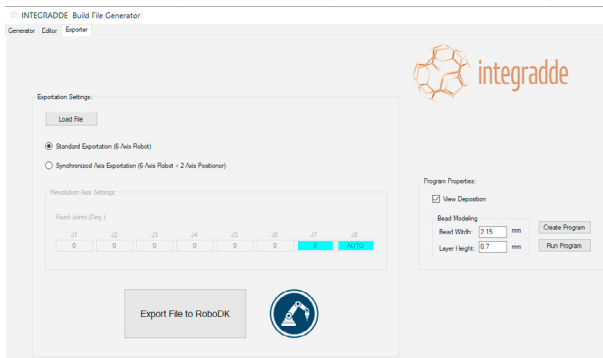 INTEGRADDE Build File Generator
Generator Editor Exporter
integradde
Exportation Settings:
Load File
Standard Exportation (6 Axis Robot)
Synchronized Axis Exportation (6 Axis Robot + 2 Axis Positioner)
Revolution Axis Settings:
Fixed Joints (Deg.)
J1 J2 J3 J4 J5 J6 J7 J8
0 0 0 0 0 0 0 AUTO
Export File to RoboDK
Program Properties:
View Depostion
Bead Modeling
Bead Witdh: 2.15 mm
Layer Height: 0.7 mm
Create Program
Run Program